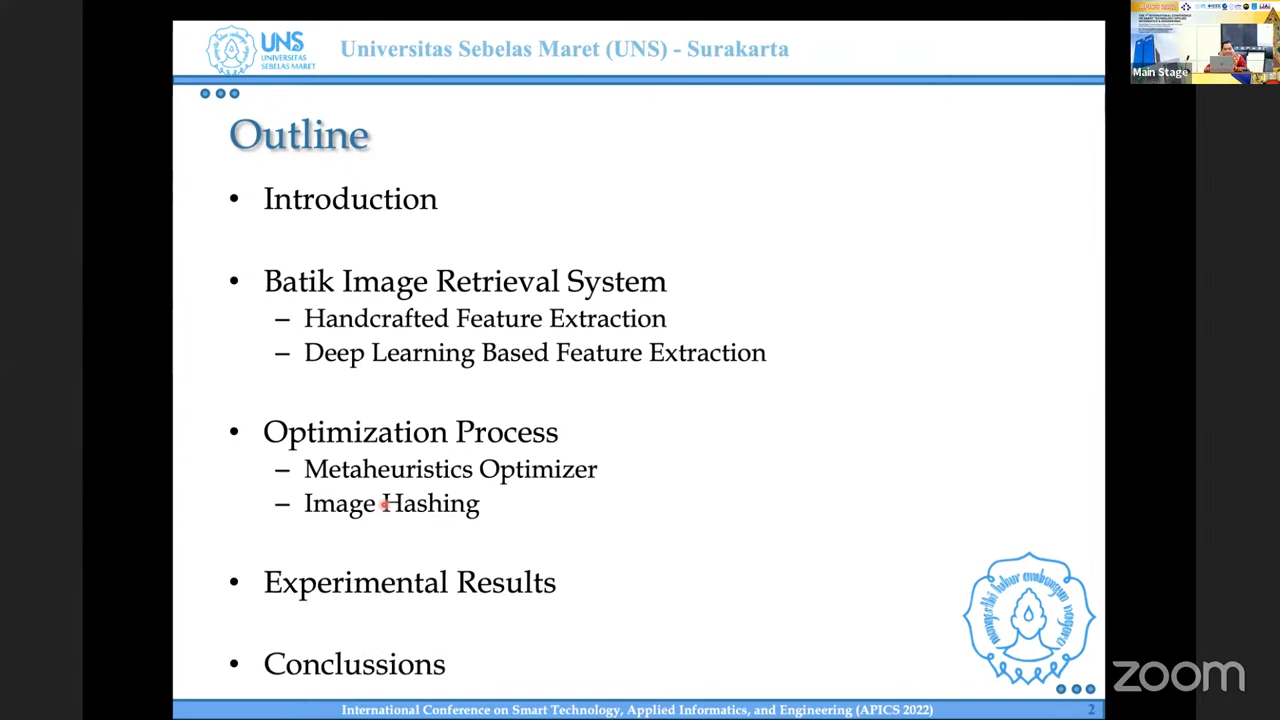 UNS
UNIVERSITAS
SEBELAS MARET
Universitas Sebelas Maret (UNS) - Surakarta
Main Stage
Outline
• Introduction
• Batik Image Retrieval System
– Handcrafted Feature Extraction
– Deep Learning Based Feature Extraction
• Optimization Process
– Metaheuristics Optimizer
– Image Hashing
• Experimental Results
• Conclussions
zoom
International Conference on Smart Technology, Applied Informatics, and Engineering (APICS 2022)
2